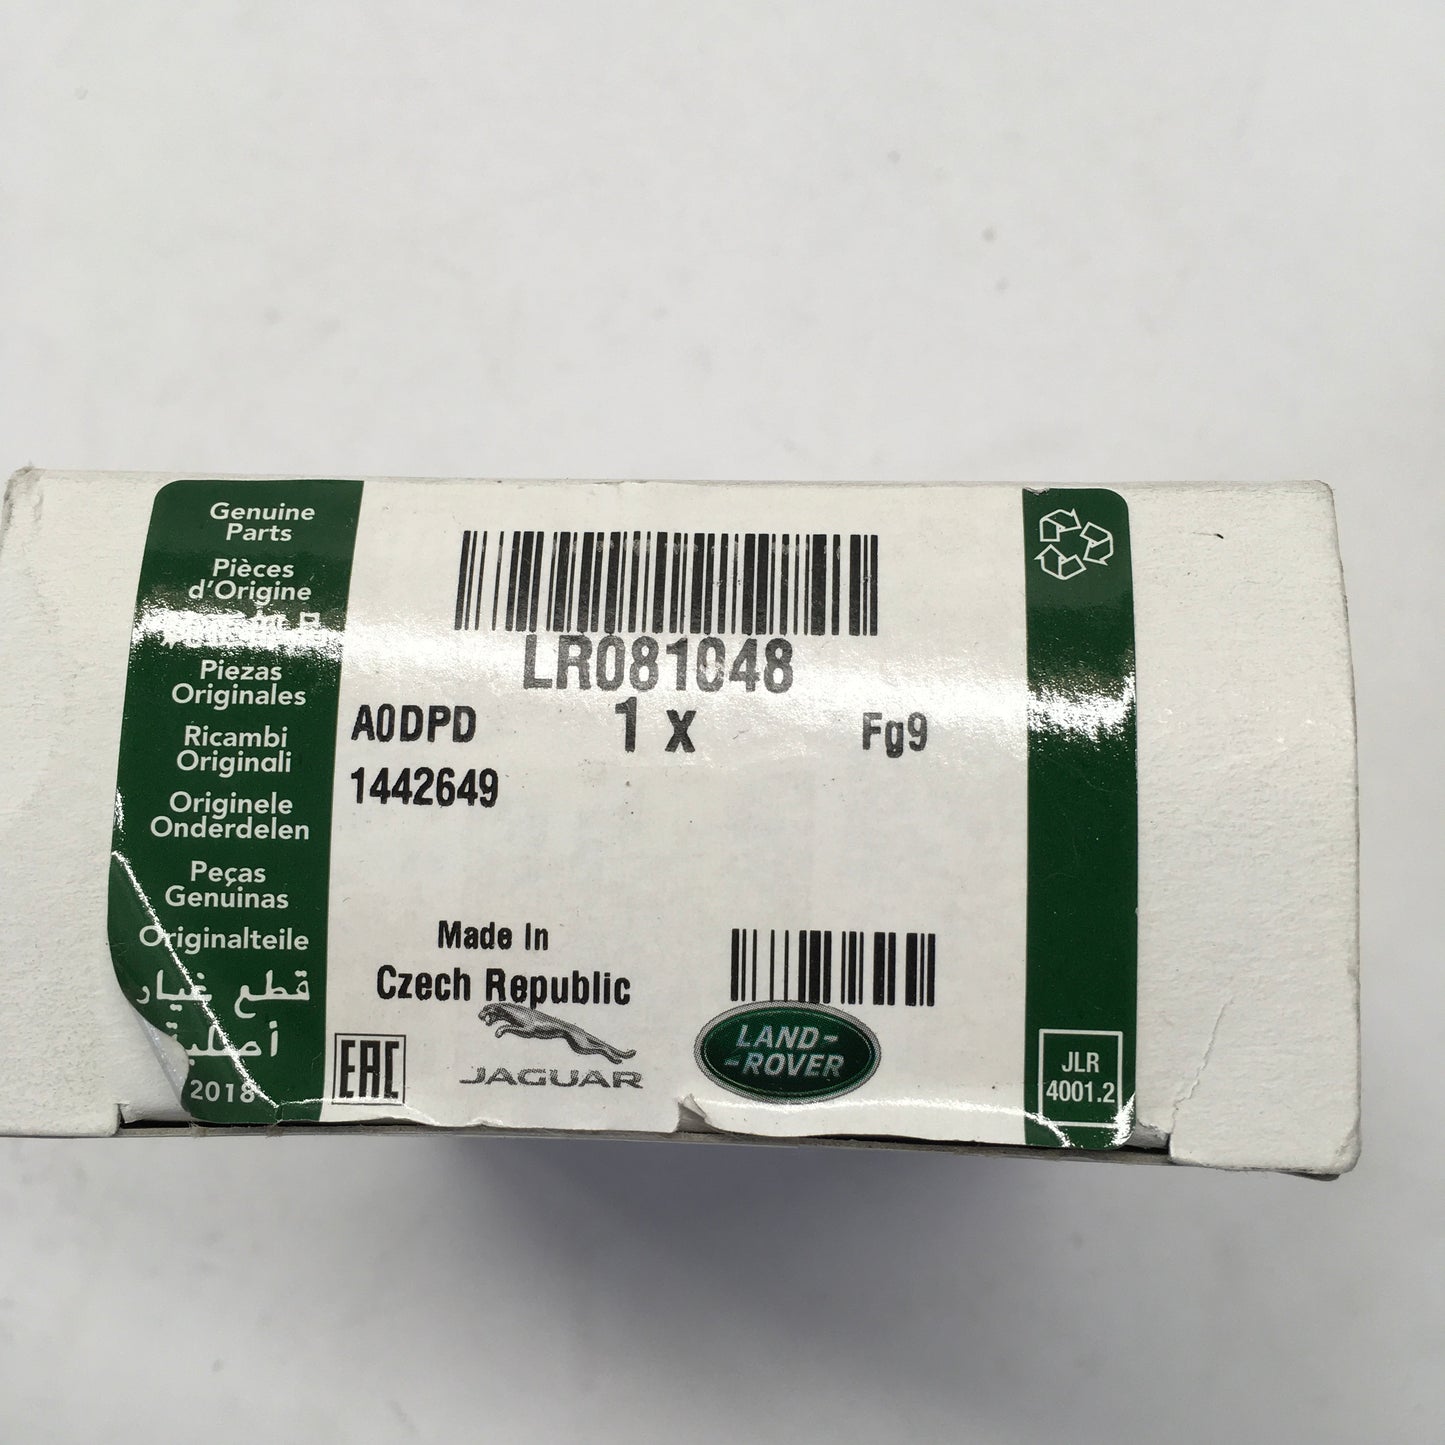 Genuine
Parts
Pièces
d'Origine
Piezas
Originales
Ricambi
Originali
Originele
Onderdelen
Peças
Genuinas
Originalteile
قطع غيار
أصلية
2018
LR081048
A0DPD 1 x Fg9
1442649
Made In
Czech Republic
EAC
JAGUAR
LAND-
-ROVER
JLR
4001.2